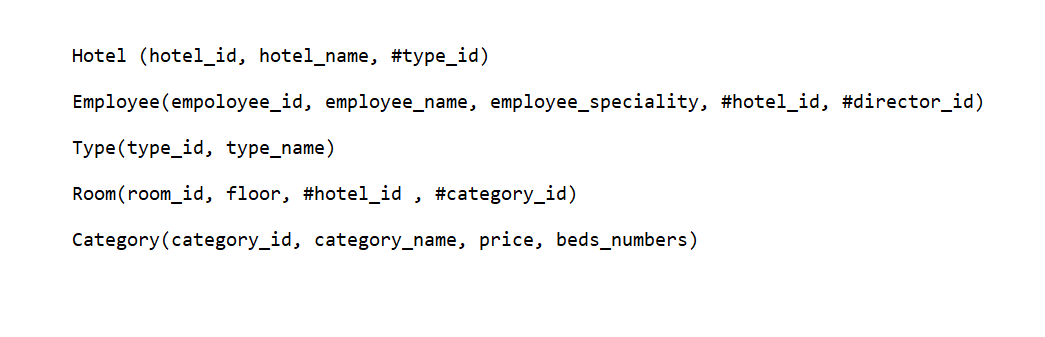 Hotel (hotel_id, hotel_name, #type_id)
Employee(empoloyee_id, employee_name, employee_speciality, #hotel_id, #director_id)
Type(type_id, type_name)
Room(room_id, floor, #hotel_id , #category_id)
Category(category_id, category_name, price, beds_numbers)